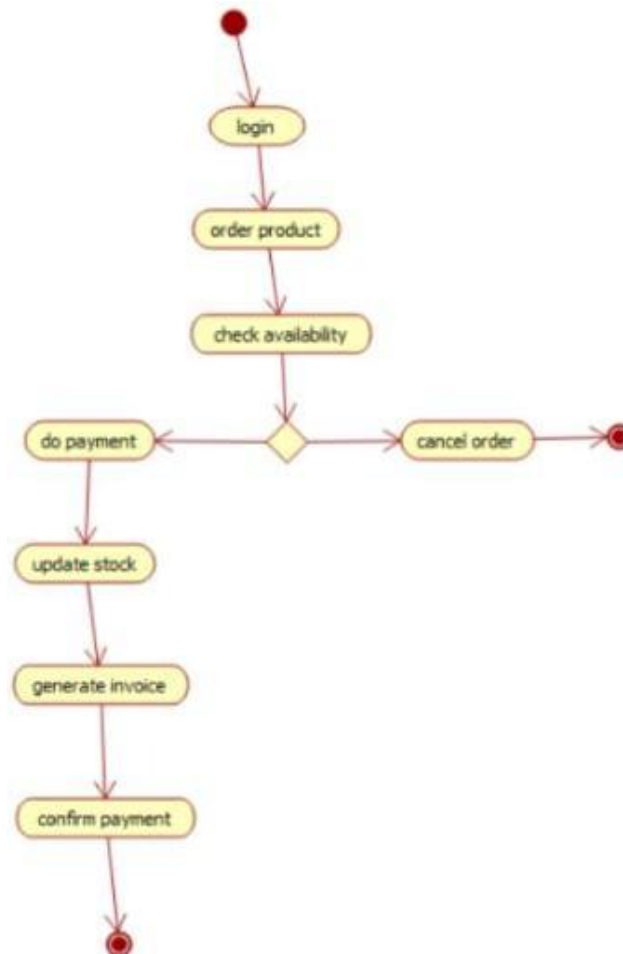 login
order product
check availability
do payment
cancel order
update stock
generate invoice
confirm payment